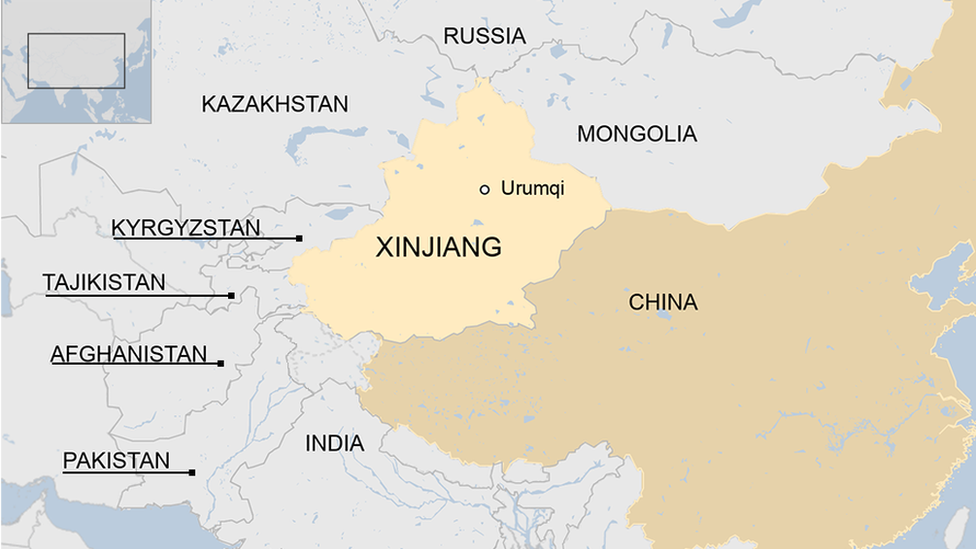 RUSSIA
KAZAKHSTAN
MONGOLIA
Urumqi
KYRGYZSTAN
XINJIANG
TAJIKISTAN
CHINA
AFGHANISTAN
INDIA
PAKISTAN